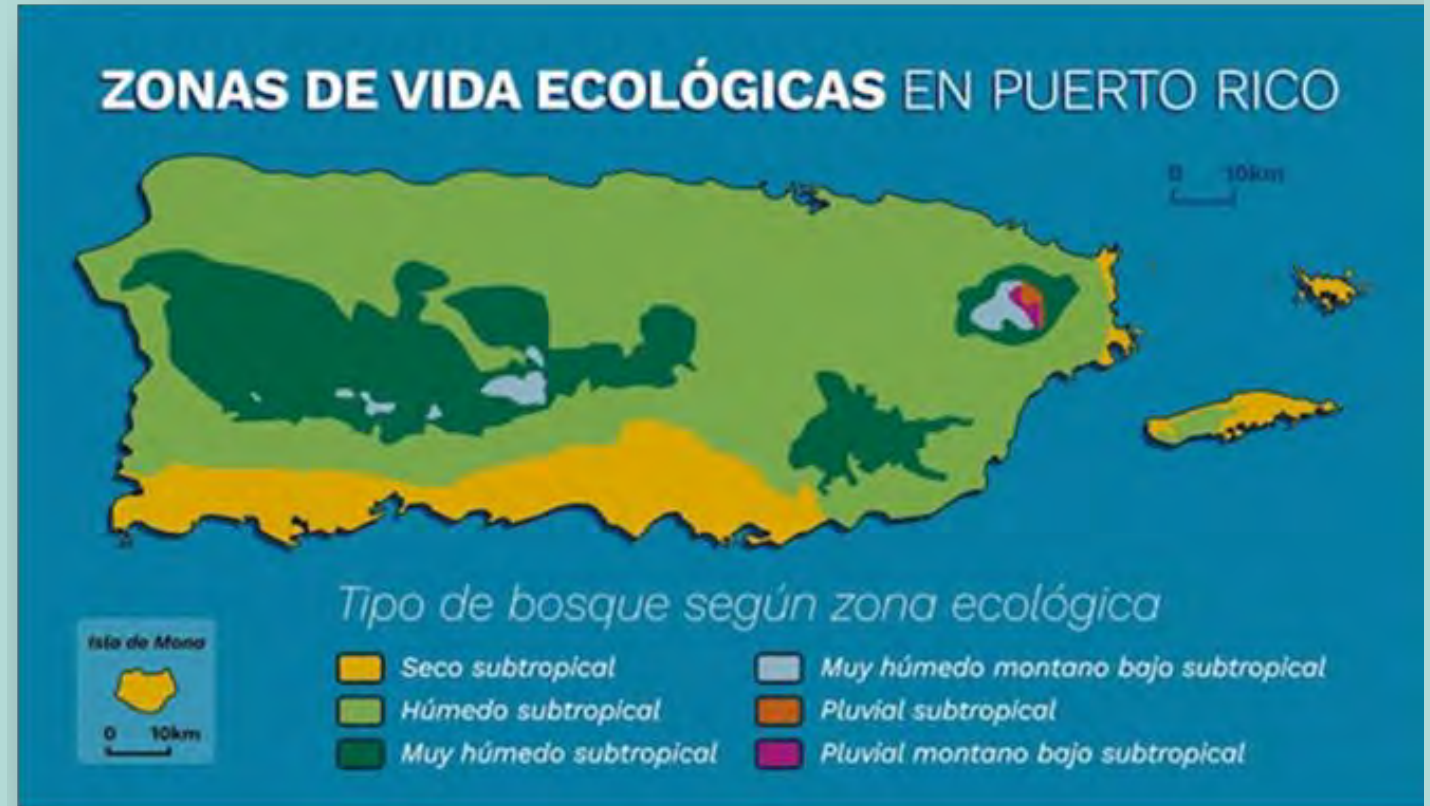 ZONAS DE VIDA ECOLÓGICAS EN PUERTO RICO
0 10km
Tipo de bosque según zona ecológica
Isla de Mona
0 10km
Seco subtropical
Húmedo subtropical
Muy húmedo subtropical
Muy húmedo montano bajo subtropical
Pluvial subtropical
Pluvial montano bajo subtropical